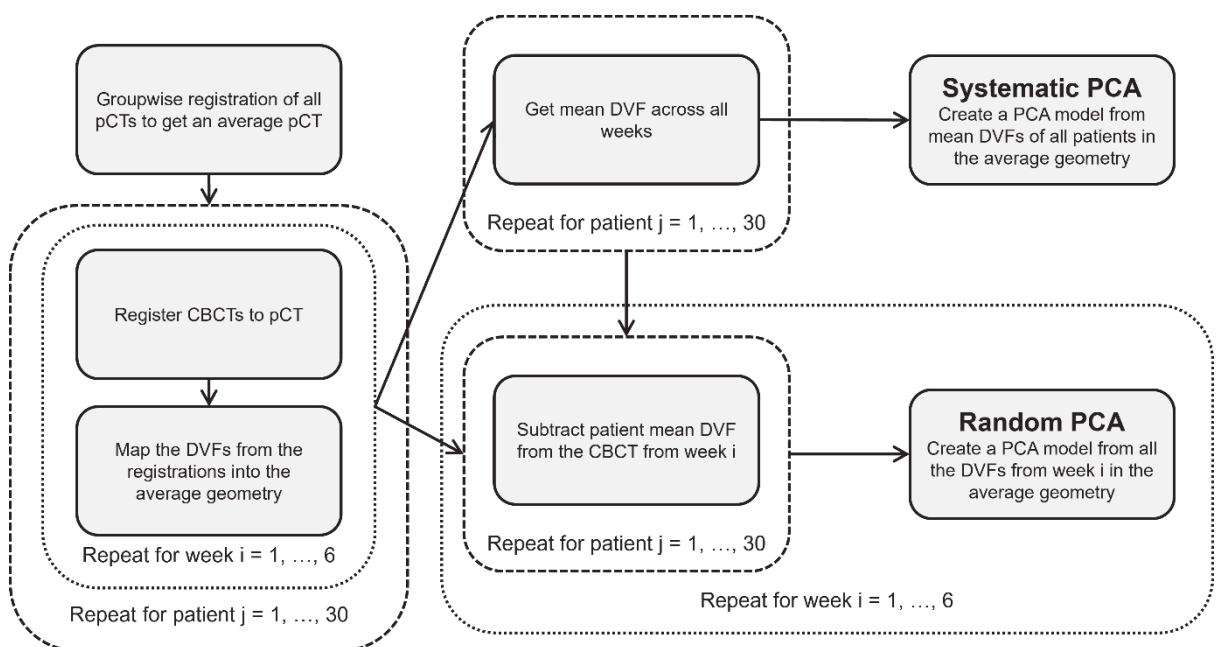 Groupwise registration of all
pCTs to get an average pCT
Register CBCTs to pCT
Map the DVFs from the
registrations into the
average geometry
Repeat for week i = 1, ..., 6
Repeat for patient j = 1, ..., 30
Get mean DVF across all
weeks
Repeat for patient j = 1, ..., 30
Systematic PCA
Create a PCA model from
mean DVFs of all patients in
the average geometry
Subtract patient mean DVF
from the CBCT from week i
Repeat for patient j = 1, ..., 30
Random PCA
Create a PCA model from all
the DVFs from week i in the
average geometry
Repeat for week i = 1, ..., 6